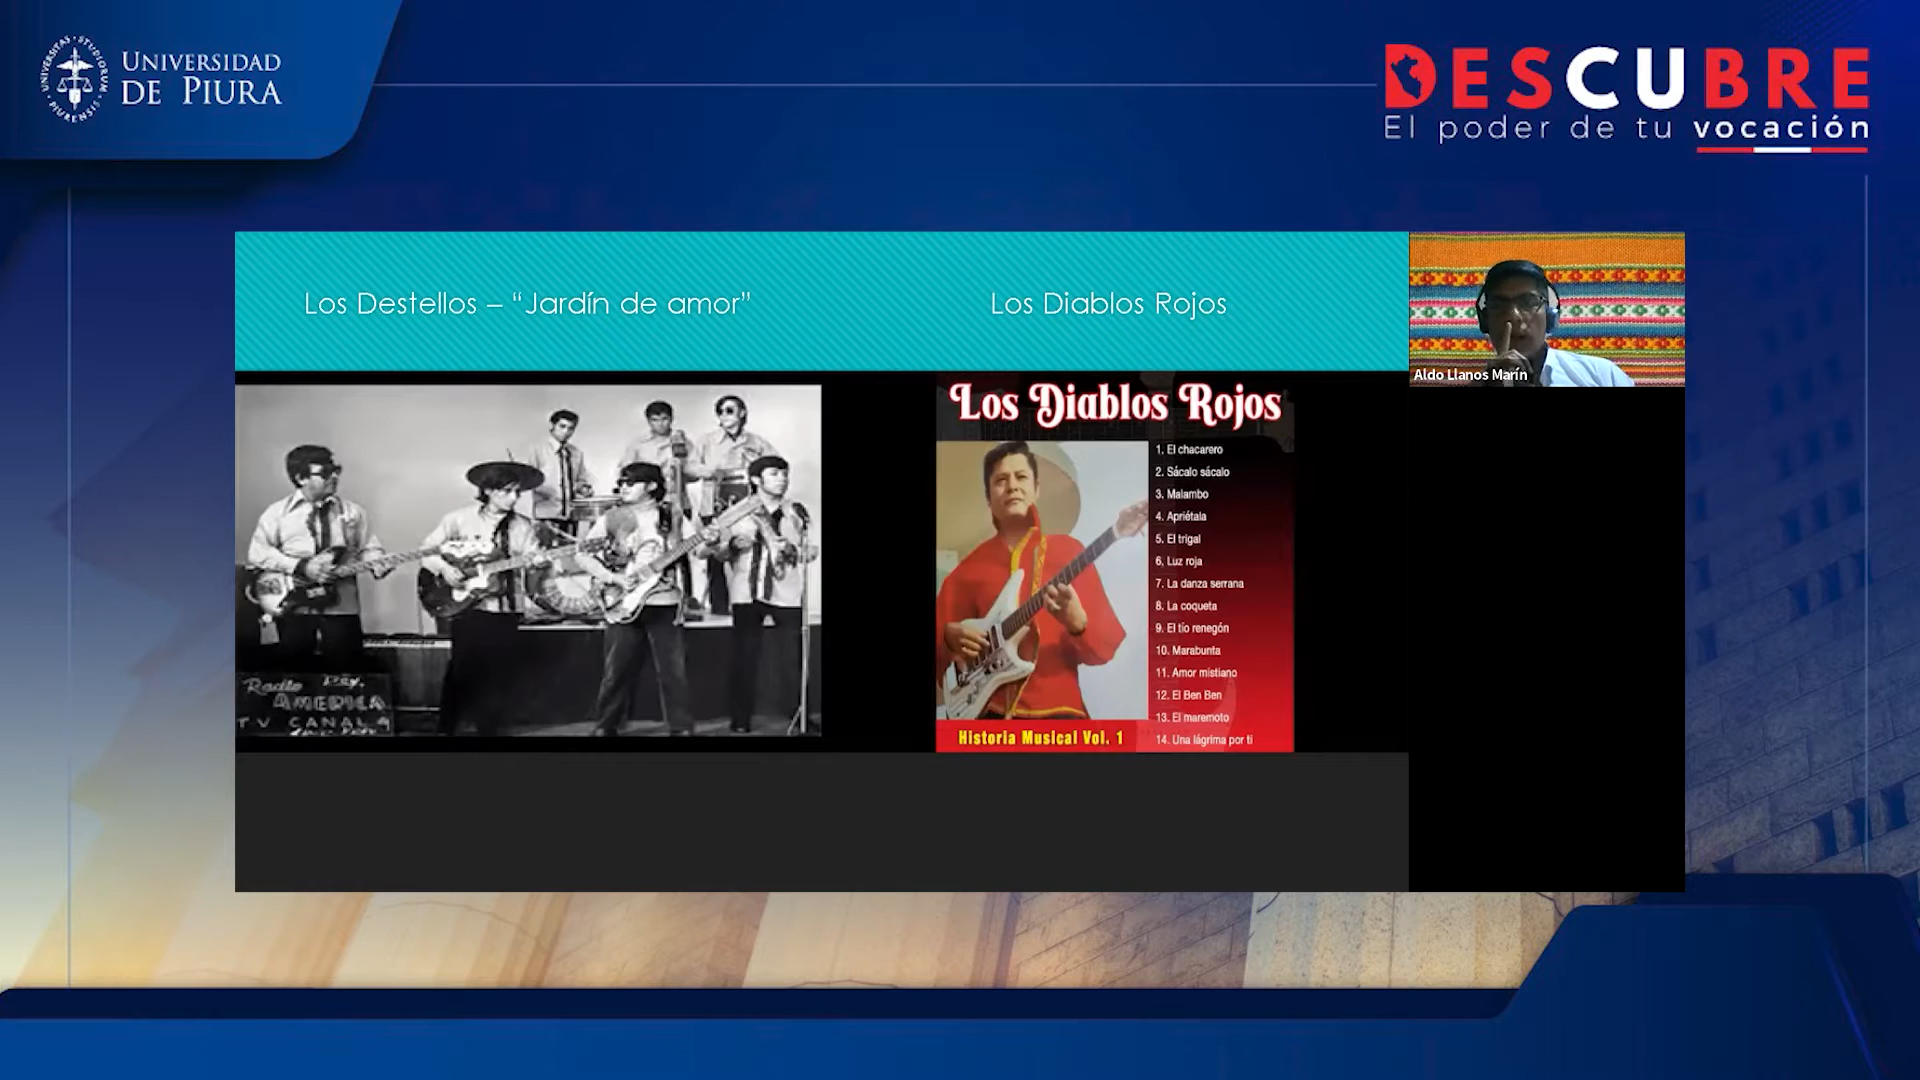 UNIVERSITAS · STUDIORUM · PIURENSIS
UNIVERSIDAD
DE PIURA
DESCUBRE
El poder de tu vocación
Los Destellos – “Jardín de amor”
Los Diablos Rojos
Aldo Llanos Marín
Los Diablos Rojos
1. El chacarero
2. Sácalo sácalo
3. Malambo
4. Apriétala
5. El trigal
6. Luz roja
7. La danza serrana
8. La coqueta
9. El tío renegón
10. Marabunta
11. Amor mistiano
12. El Ben Ben
13. El maremoto
14. Una lágrima por ti
Historia Musical Vol. 1
Radio
AMERICA
TV CANAL 4